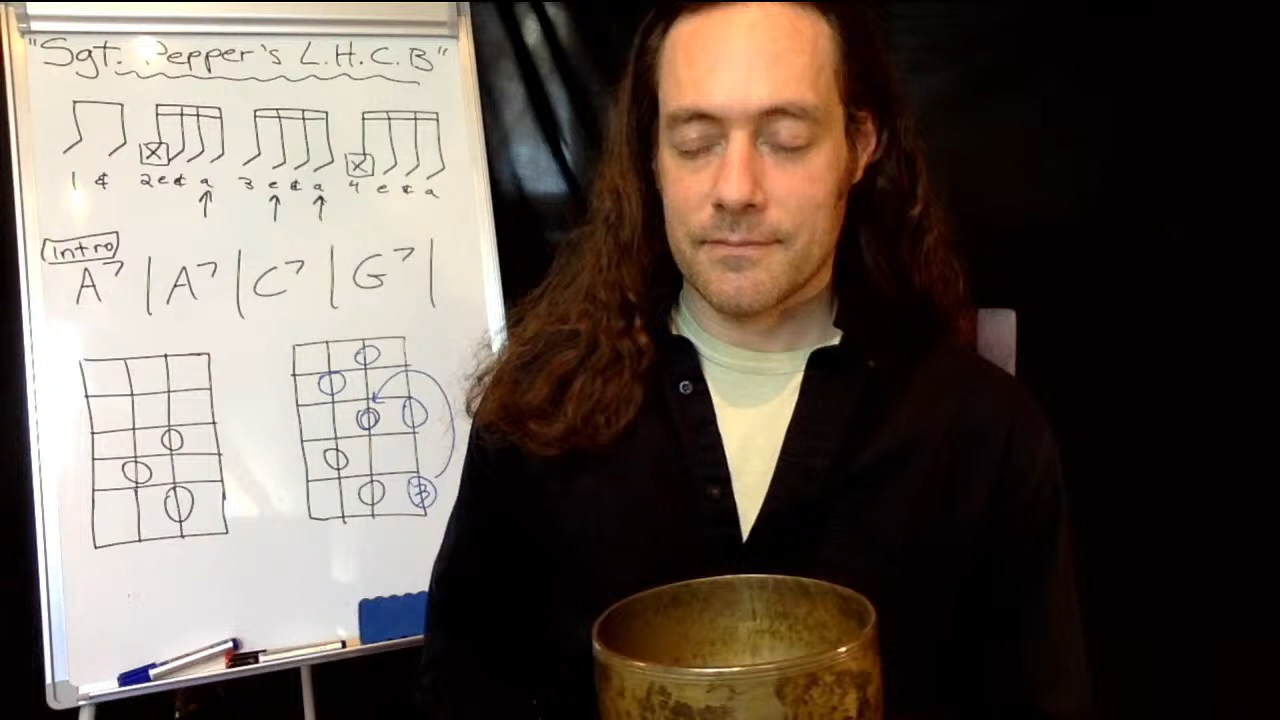 "Sgt. Pepper's L.H.C.B"
X X
1 & 2 e & a 3 e & a 4 e & a
Intro
A7 | A7 | C7 | G7 |
3